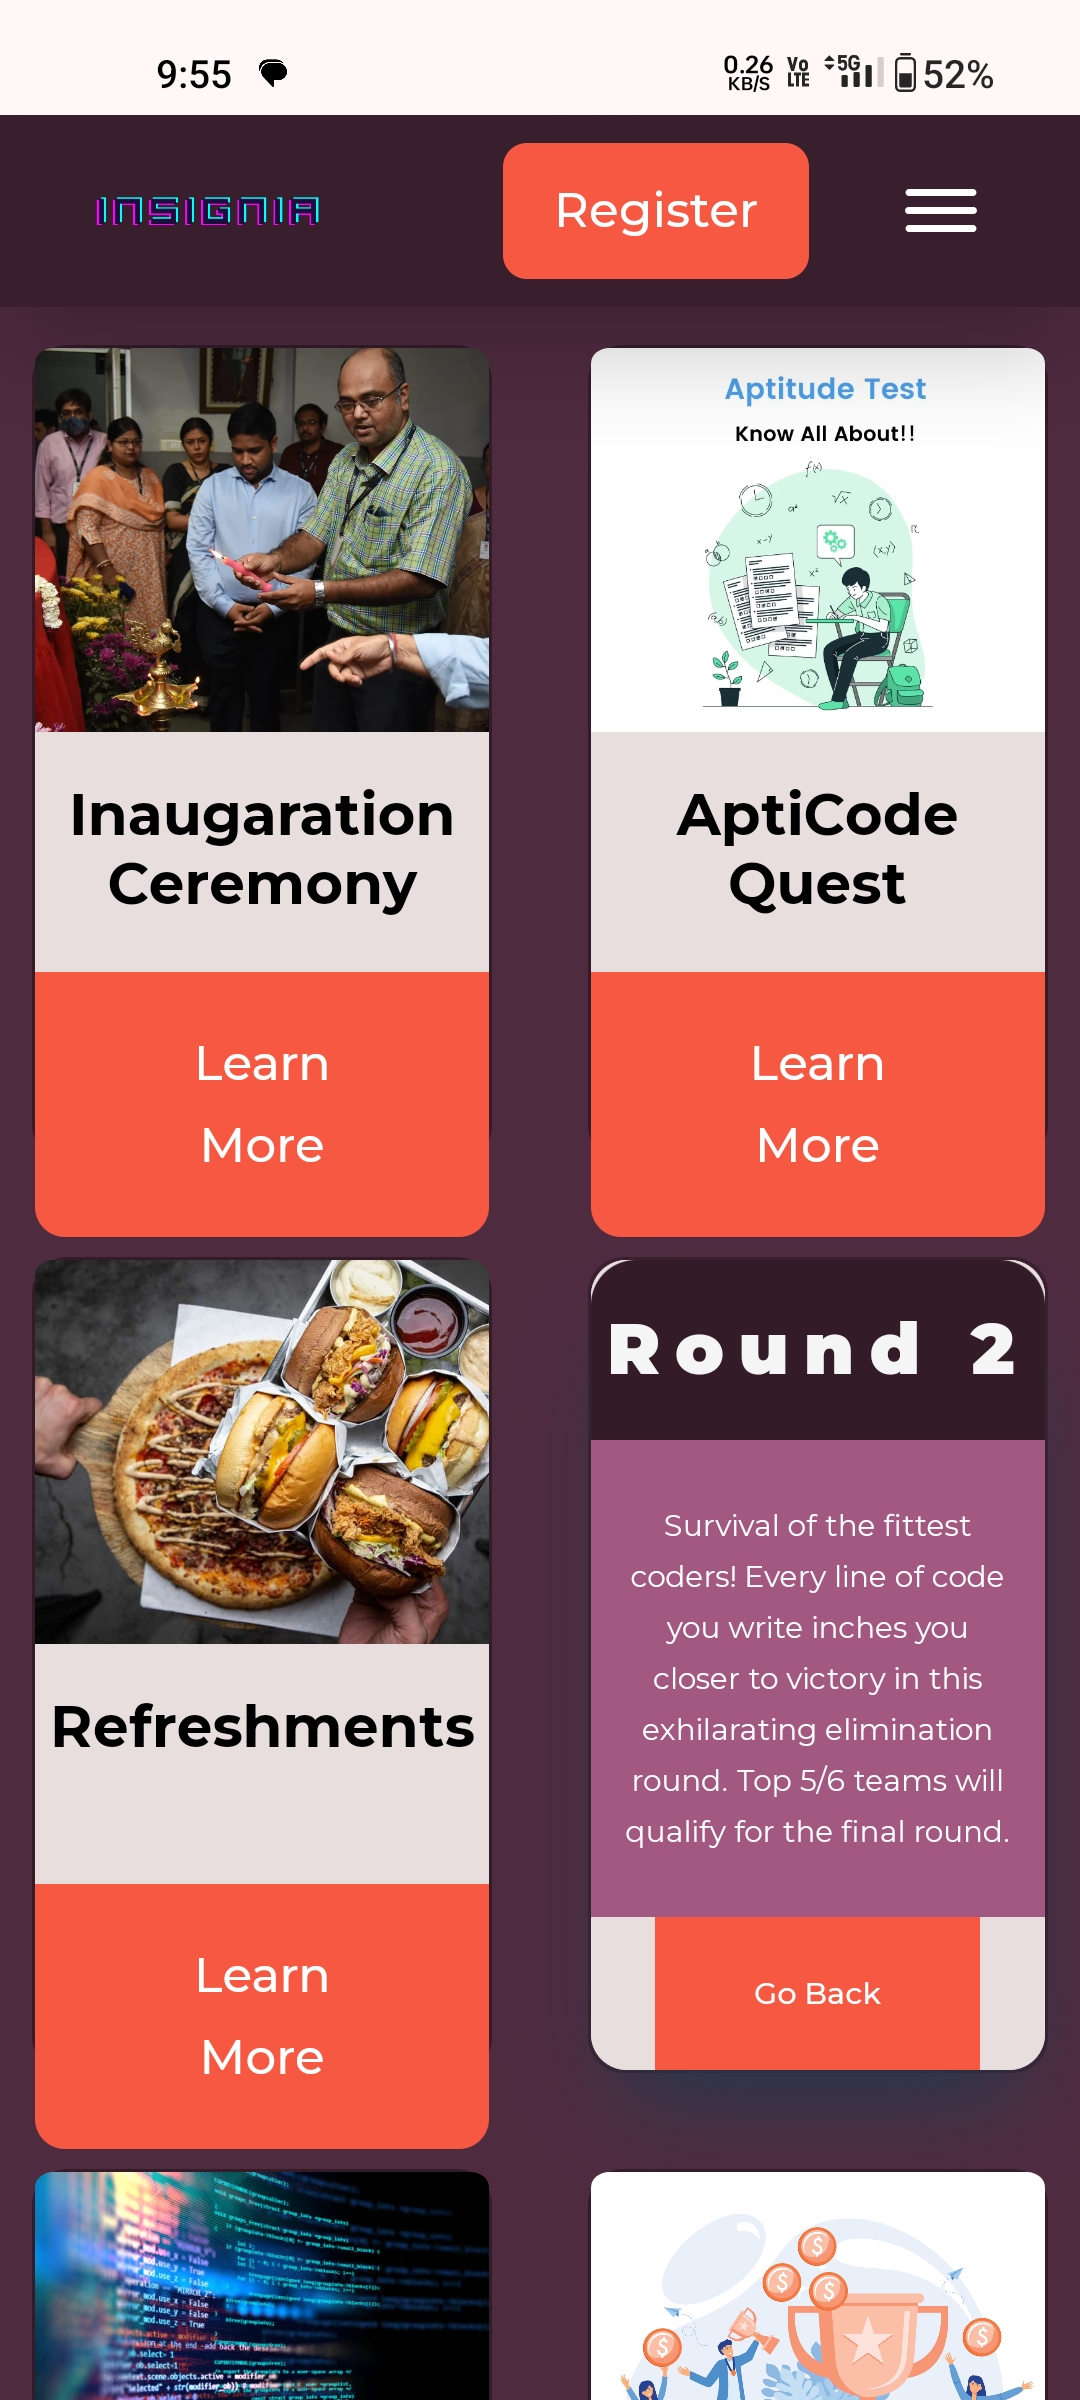 9:55
0.26
KB/S
Vo
LTE
5G
52%
INSIGNIA
Register
Aptitude Test
Know All About!!
f(x)
√x
a²
x-y
(x,y)
x²
(a,b)
Inaugaration
Ceremony
AptiCode
Quest
Learn
More
Learn
More
Refreshments
Learn
More
Round 2
Survival of the fittest
coders! Every line of code
you write inches you
closer to victory in this
exhilarating elimination
round. Top 5/6 teams will
qualify for the final round.
Go Back